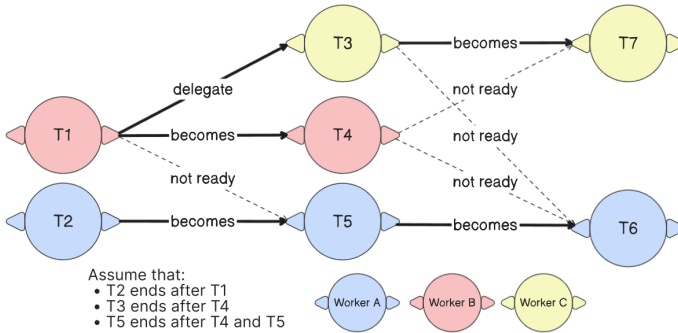 T3
becomes
T7
delegate
not ready
T1
becomes
T4
not ready
not ready
not ready
T2
becomes
T5
becomes
T6
Assume that:
• T2 ends after T1
• T3 ends after T4
• T5 ends after T4 and T5
Worker A
Worker B
Worker C